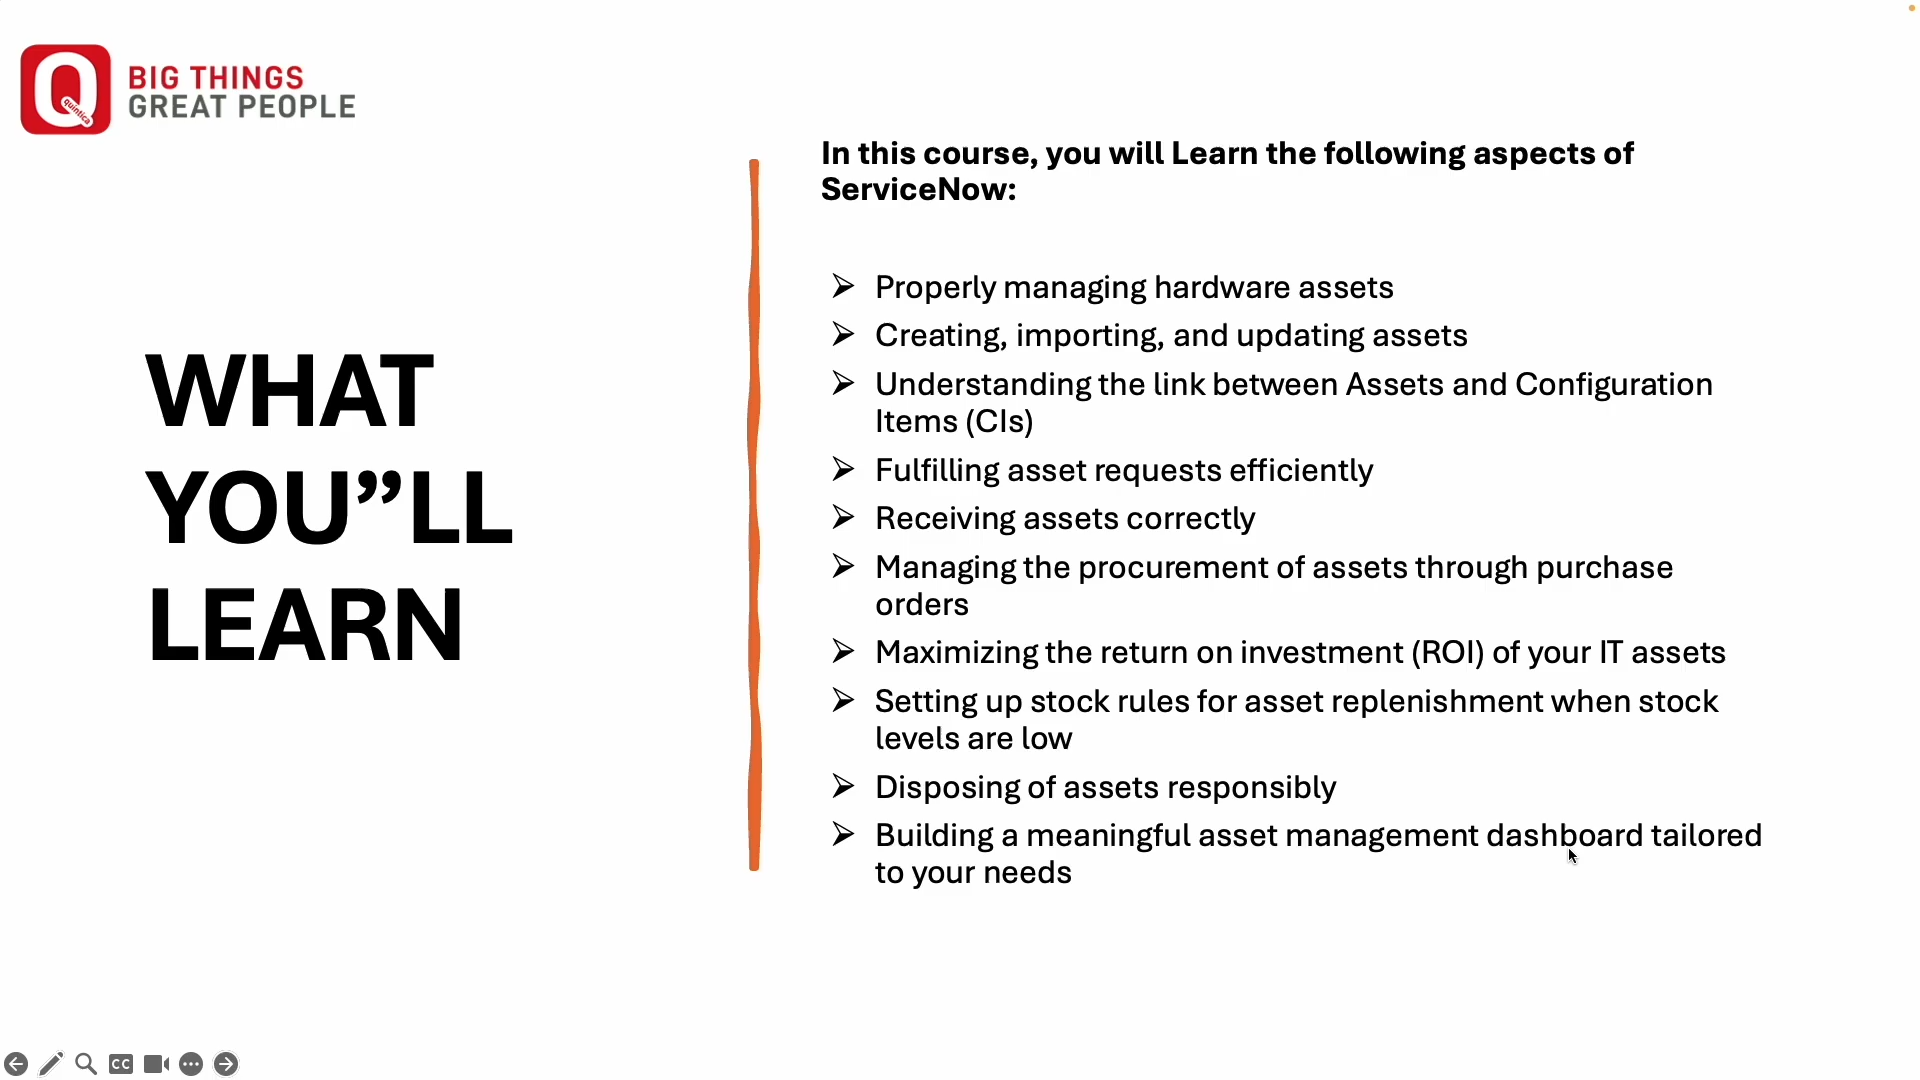 Q
quintica
BIG THINGS
GREAT PEOPLE
WHAT
YOU”LL
LEARN
In this course, you will Learn the following aspects of
ServiceNow:
➢ Properly managing hardware assets
➢ Creating, importing, and updating assets
➢ Understanding the link between Assets and Configuration
Items (CIs)
➢ Fulfilling asset requests efficiently
➢ Receiving assets correctly
➢ Managing the procurement of assets through purchase
orders
➢ Maximizing the return on investment (ROI) of your IT assets
➢ Setting up stock rules for asset replenishment when stock
levels are low
➢ Disposing of assets responsibly
➢ Building a meaningful asset management dashboard tailored
to your needs
CC